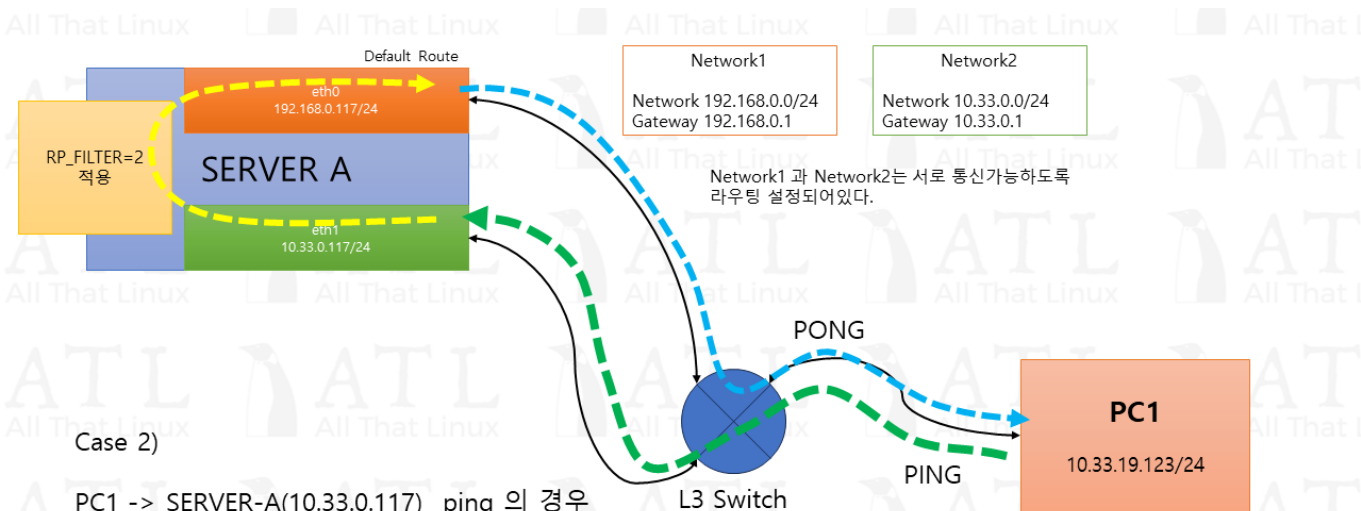 Default Route
eth0
192.168.0.117/24
RP_FILTER=2
적용
SERVER A
eth1
10.33.0.117/24
Network1
Network 192.168.0.0/24
Gateway 192.168.0.1
Network2
Network 10.33.0.0/24
Gateway 10.33.0.1
Network1 과 Network2는 서로 통신가능하도록
라우팅 설정되어있다.
PONG
PING
L3 Switch
PC1
10.33.19.123/24
Case 2)
PC1 -> SERVER-A(10.33.0.117) ping 의 경우
ATL
All That Linux